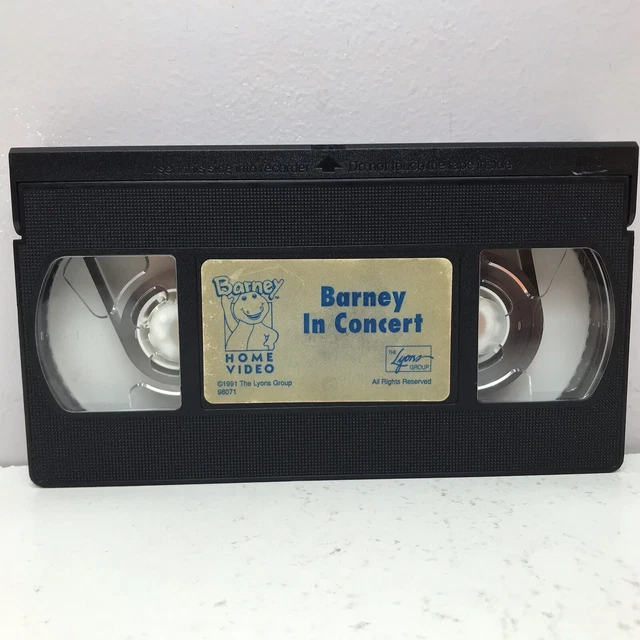 Barney
HOME
VIDEO
©1991 The Lyons Group
98071
Barney
In Concert
THE
Lyons
GROUP
All Rights Reserved